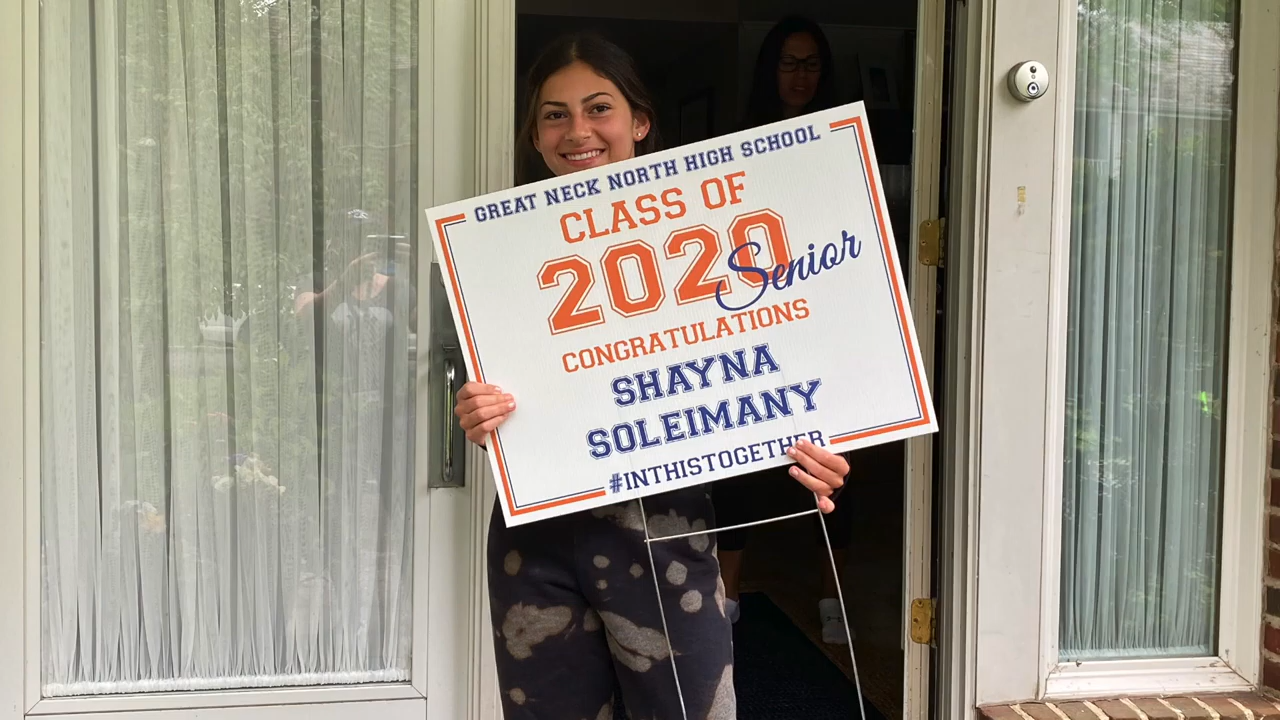 GREAT NECK NORTH HIGH SCHOOL
CLASS OF
2020
Senior
CONGRATULATIONS
SHAYNA
SOLEIMANY
#INTHISTOGETHER